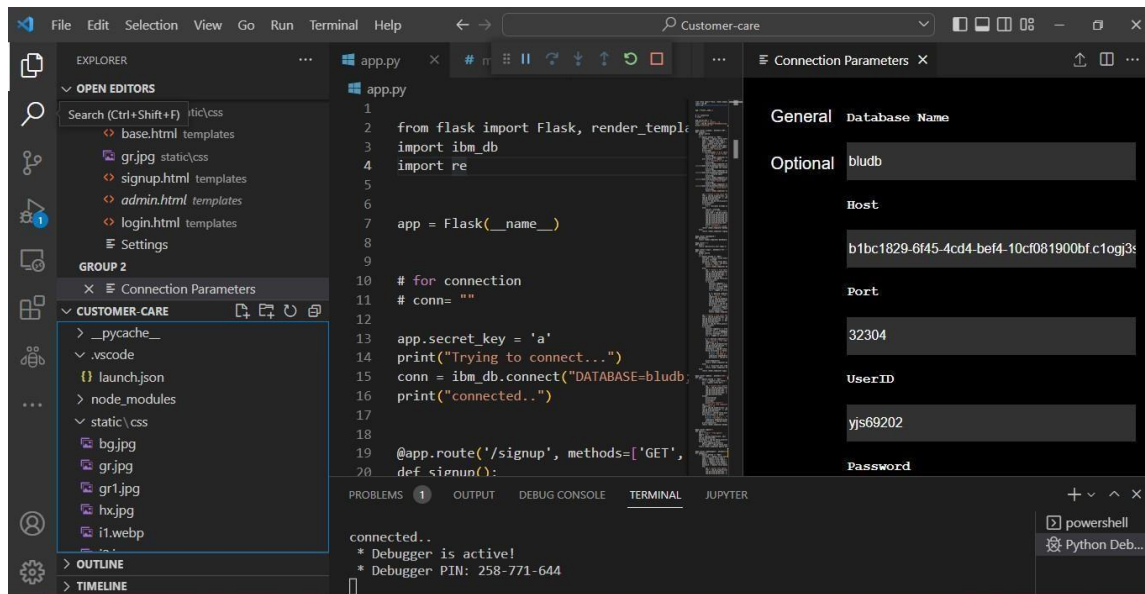 File Edit Selection View Go Run Terminal Help
Customer-care
EXPLORER
OPEN EDITORS
Search (Ctrl+Shift+F) tic\css
base.html templates
gr.jpg static\css
signup.html templates
admin.html templates
login.html templates
Settings
GROUP 2
Connection Parameters
CUSTOMER-CARE
__pycache__
.vscode
{} launch.json
node_modules
static\css
bg.jpg
gr.jpg
gr1.jpg
hx.jpg
i1.webp
OUTLINE
TIMELINE
1
app.py
#
app.py
1
2 from flask import Flask, render_templa
3 import ibm_db
4 import re
5
6
7 app = Flask(__name__)
8
9
10 # for connection
11 # conn= ""
12
13 app.secret_key = 'a'
14 print("Trying to connect...")
15 conn = ibm_db.connect("DATABASE=bludb;
16 print("connected..")
17
18
19 @app.route('/signup', methods=['GET',
20 def signup():
Connection Parameters
General
Optional
Database Name
bludb
Host
b1bc1829-6f45-4cd4-bef4-10cf081900bf.c1ogj3s
Port
32304
UserID
yjs69202
Password
PROBLEMS 1 OUTPUT DEBUG CONSOLE TERMINAL JUPYTER
connected..
* Debugger is active!
* Debugger PIN: 258-771-644
powershell
Python Deb...